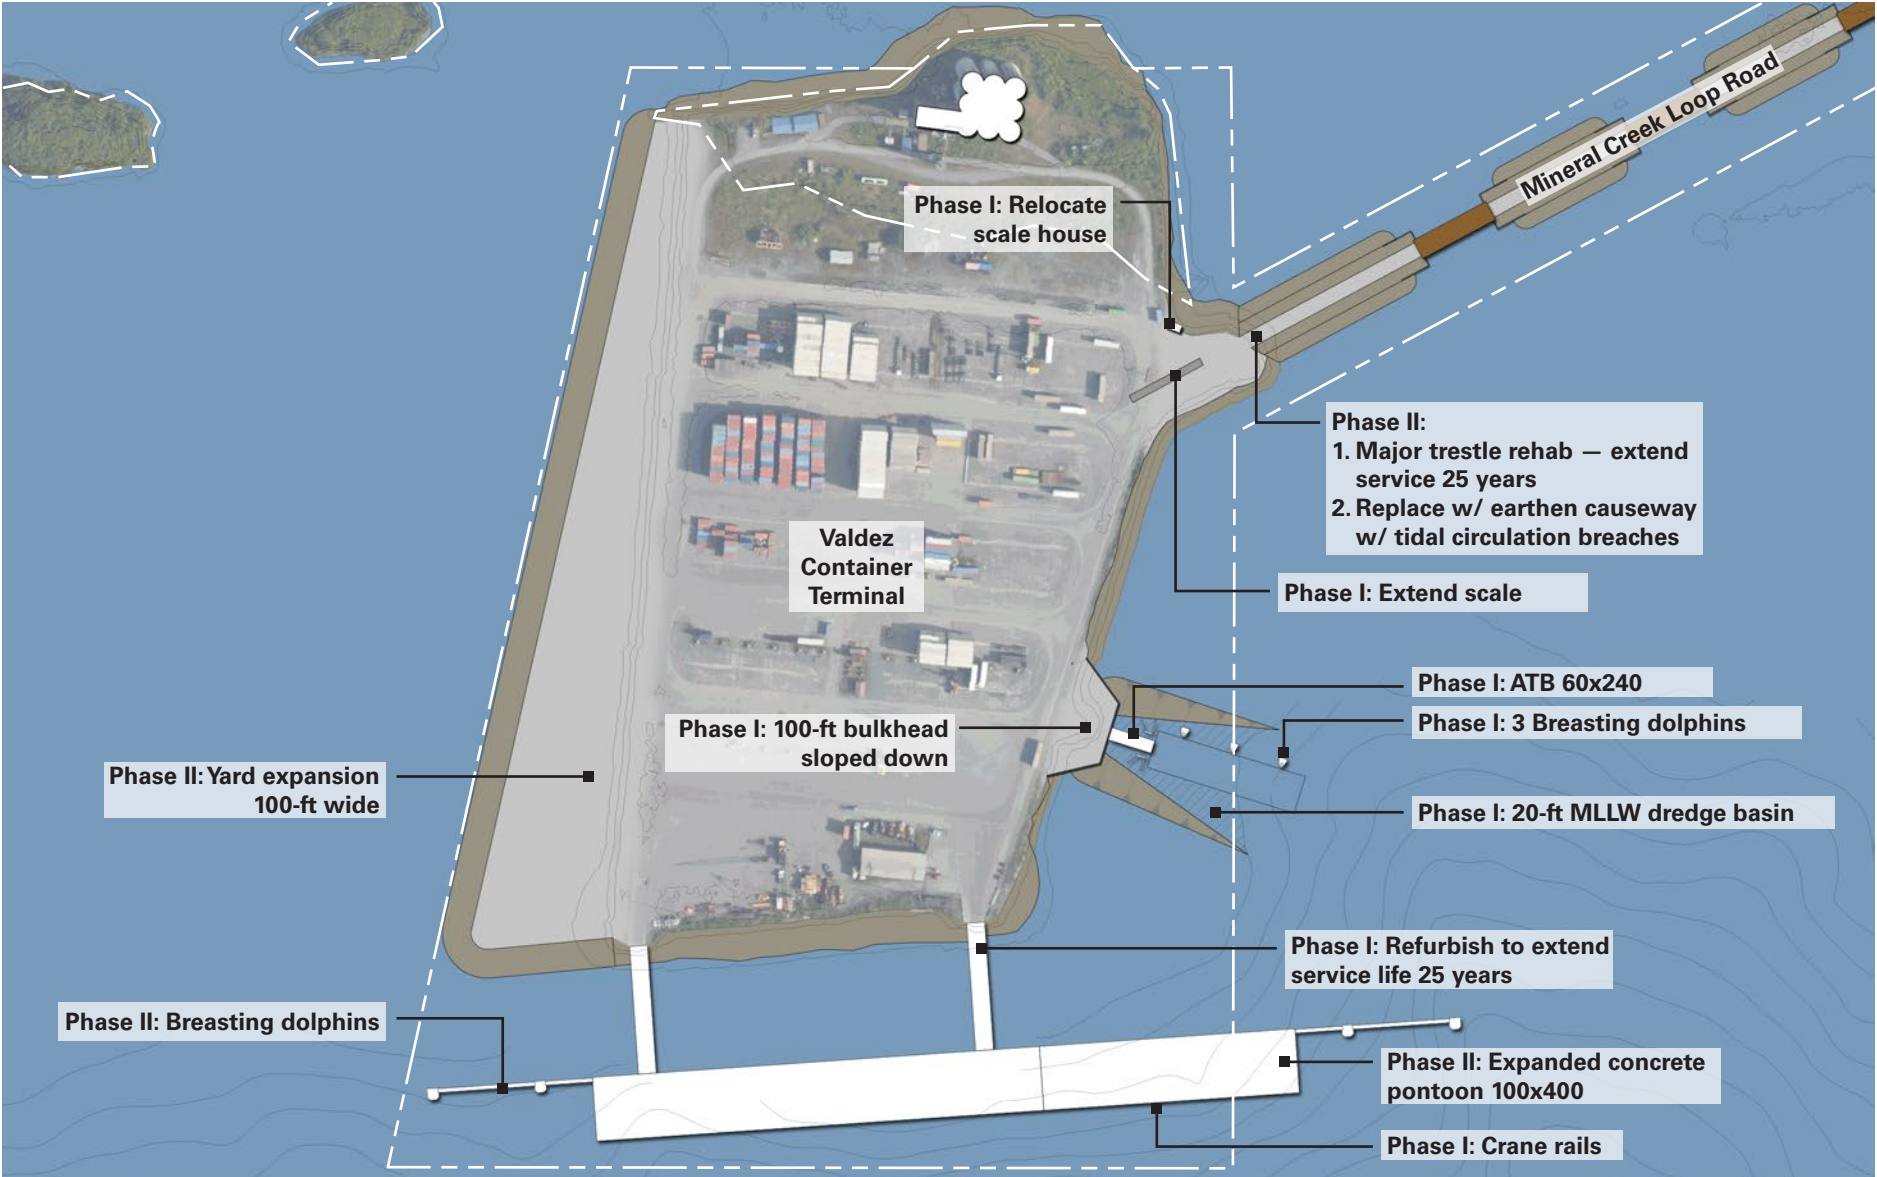 Mineral Creek Loop Road
Phase I: Relocate
scale house
Phase II:
1. Major trestle rehab — extend
service 25 years
2. Replace w/ earthen causeway
w/ tidal circulation breaches
Valdez
Container
Terminal
Phase I: Extend scale
Phase I: ATB 60x240
Phase I: 3 Breasting dolphins
Phase I: 100-ft bulkhead
sloped down
Phase II: Yard expansion
100-ft wide
Phase I: 20-ft MLLW dredge basin
Phase I: Refurbish to extend
service life 25 years
Phase II: Breasting dolphins
Phase II: Expanded concrete
pontoon 100x400
Phase I: Crane rails